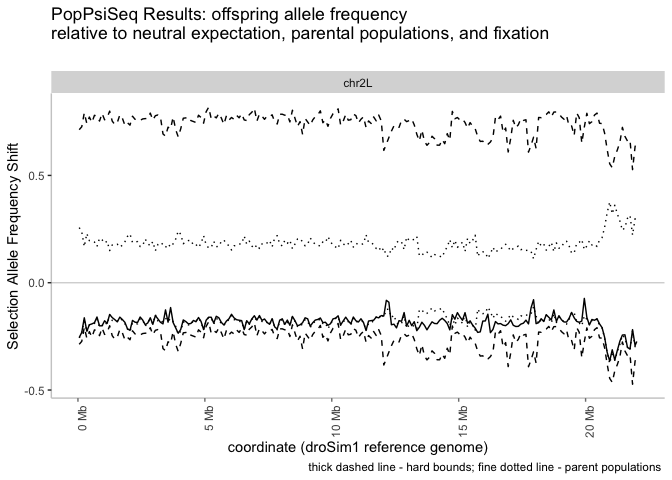 PopPsiSeq Results: offspring allele frequency
relative to neutral expectation, parental populations, and fixation
chr2L
Selection Allele Frequency Shift
0.5
0.0
-0.5
0 Mb
5 Mb
10 Mb
15 Mb
20 Mb
coordinate (droSim1 reference genome)
thick dashed line - hard bounds; fine dotted line - parent populations